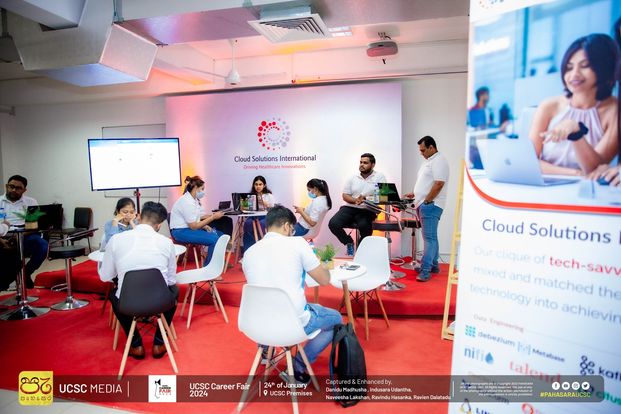 Cloud Solutions International
Driving Healthcare Innovations
Cloud Solutions I
Our clique of tech-savv
mixed and matched the
technology into achievin
Data Engineering
debezium
Metabase
nifi
talend
kafk
UCSC MEDIA
UCSC Career Fair
2024
24th of January
UCSC Premises
Captured & Enhanced by,
Danidu Madhusha , Indusara Udantha,
Naveesha Lakshan, Ravindu Hasanka, Ravien Dalatadu
#PAHASARAUCSC